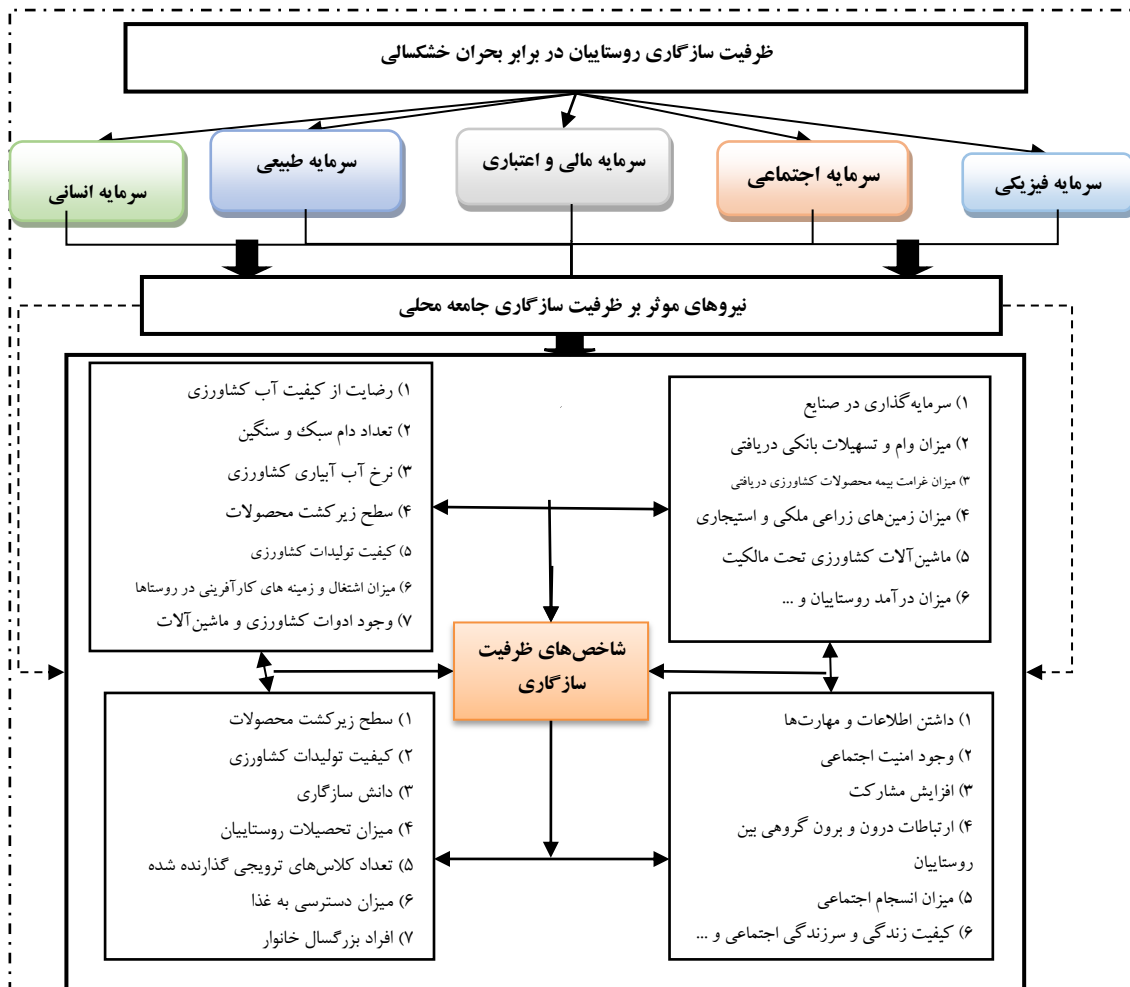 ظرفیت سازگاری روستاییان در برابر بحران خشکسالی
سرمایه فیزیکی
سرمایه اجتماعی
سرمایه مالی و اعتباری
سرمایه طبیعی
سرمایه انسانی
نیروهای موثر بر ظرفیت سازگاری جامعه محلی
۱) سرمایه‌گذاری در صنایع
۲) میزان وام و تسهیلات بانکی دریافتی
۳) میزان غرامت بیمه محصولات کشاورزی دریافتی
۴) میزان زمین‌های زراعی ملکی و استیجاری
۵) ماشین‌آلات کشاورزی تحت مالکیت
۶) میزان درآمد روستاییان و ...
۱) رضایت از کیفیت آب کشاورزی
۲) تعداد دام سبک و سنگین
۳) نرخ آب آبیاری کشاورزی
۴) سطح زیرکشت محصولات
۵) کیفیت تولیدات کشاورزی
۶) میزان اشتغال و زمینه های کارآفرینی در روستاها
۷) وجود ادوات کشاورزی و ماشین‌آلات
شاخص‌های ظرفیت
سازگاری
۱) داشتن اطلاعات و مهارت‌ها
۲) وجود امنیت اجتماعی
۳) افزایش مشارکت
۴) ارتباطات درون و برون گروهی بین
روستاییان
۵) میزان انسجام اجتماعی
۶) کیفیت زندگی و سرزندگی اجتماعی و ...
۱) سطح زیرکشت محصولات
۲) کیفیت تولیدات کشاورزی
۳) دانش سازگاری
۴) میزان تحصیلات روستاییان
۵) تعداد کلاس‌های ترویجی گذارنده شده
۶) میزان دسترسی به غذا
۷) افراد بزرگسال خانوار